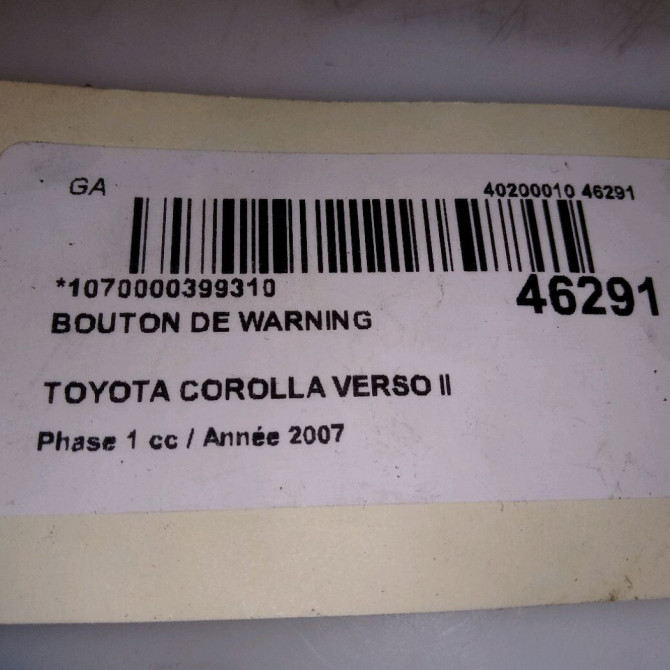 GA
40200010 46291
*1070000399310
46291
BOUTON DE WARNING
TOYOTA COROLLA VERSO II
Phase 1 cc / Année 2007